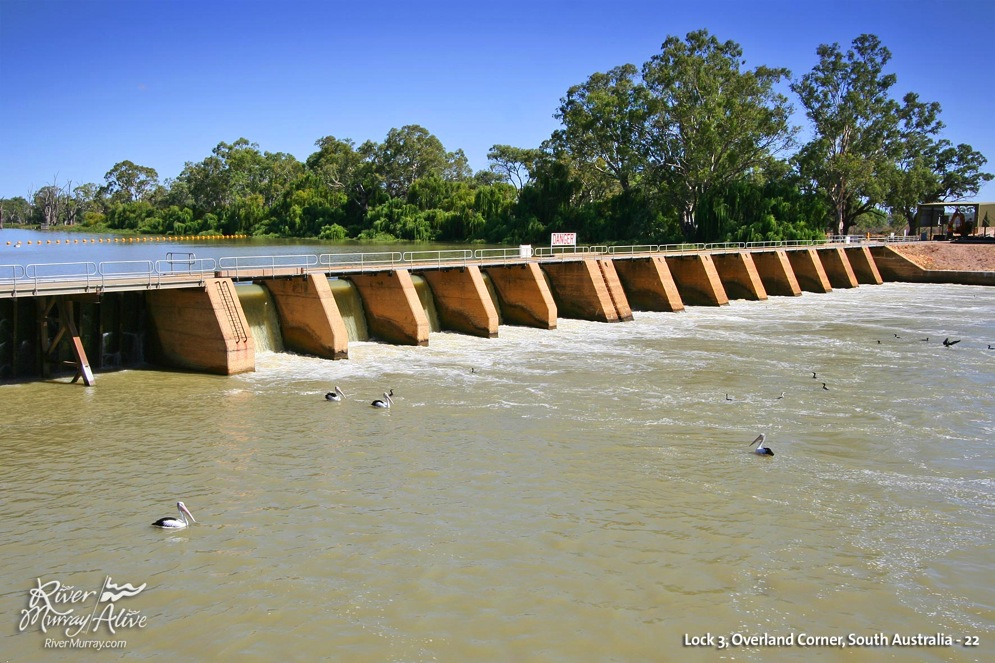 DANGER
River
Murray Alive
RiverMurray.com
Lock 3, Overland Corner, South Australia - 22